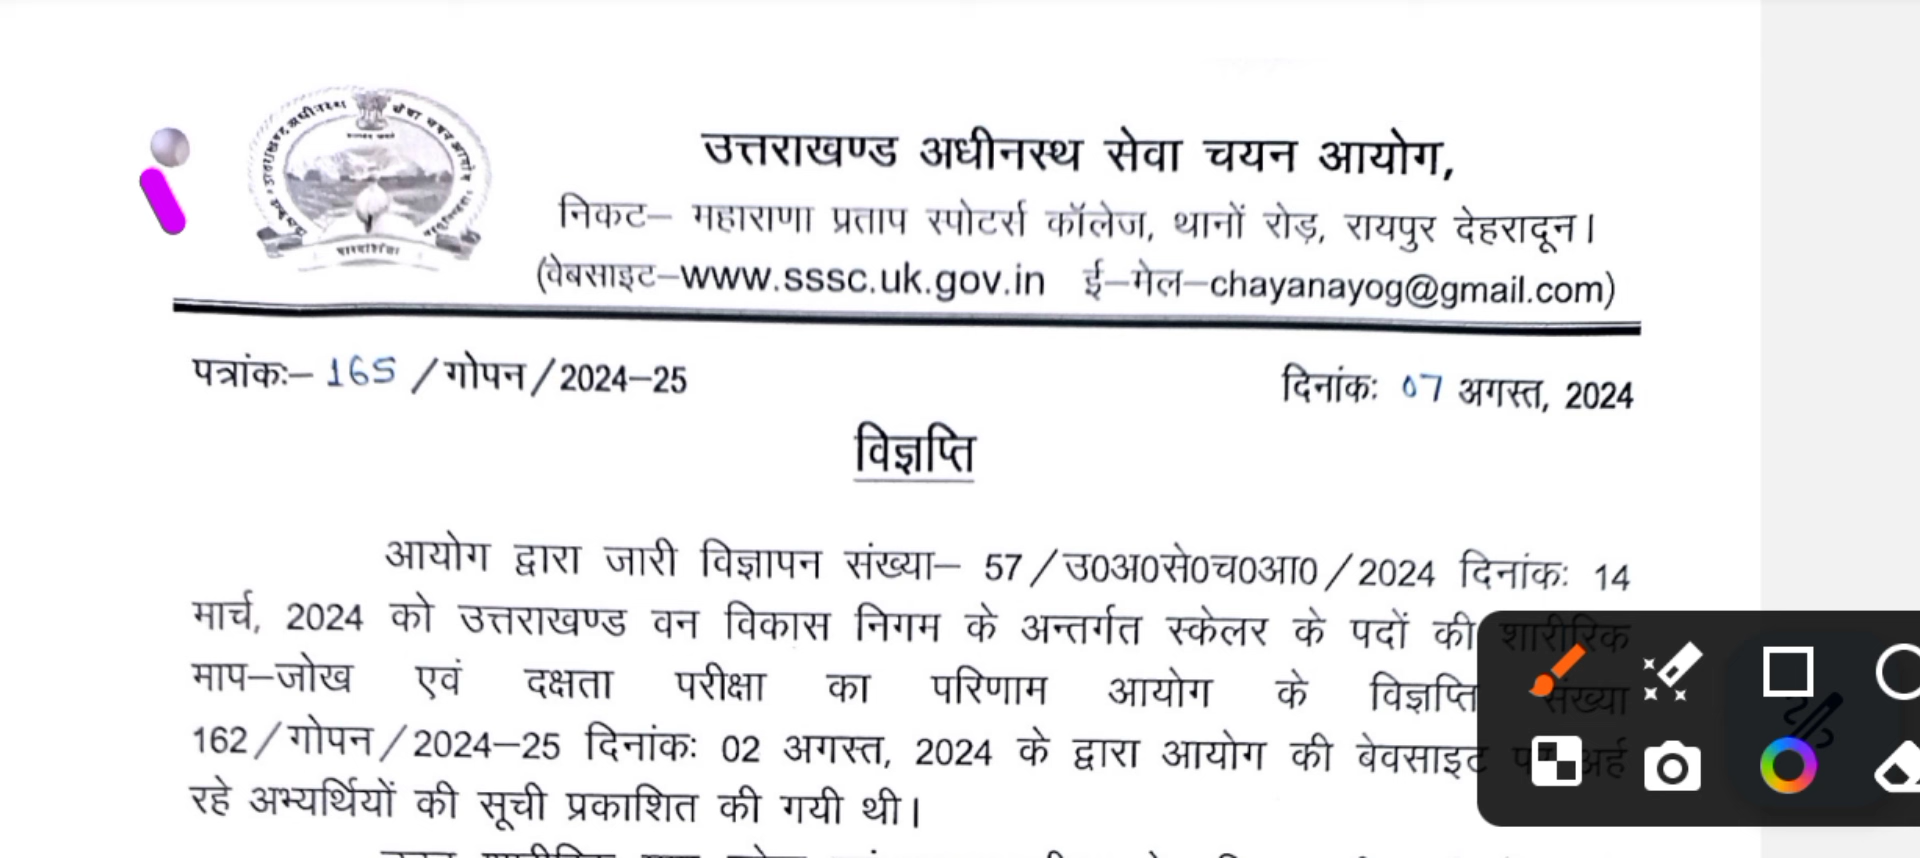 उत्तराखण्ड अधीनस्थ सेवा चयन आयोग,
निकट– महाराणा प्रताप स्पोटर्स कॉलेज, थानों रोड़, रायपुर देहरादून।
(वेबसाइट–www.sssc.uk.gov.in ई–मेल–chayanayog@gmail.com)
पत्रांकः– 165 /गोपन/2024–25 दिनांकः 07 अगस्त, 2024
विज्ञप्ति
आयोग द्वारा जारी विज्ञापन संख्या– 57/उ0अ0से0च0आ0/2024 दिनांकः 14
मार्च, 2024 को उत्तराखण्ड वन विकास निगम के अन्तर्गत स्केलर के पदों की शारीरिक
माप–जोख एवं दक्षता परीक्षा का परिणाम आयोग के विज्ञप्ति संख्या
162/गोपन/2024–25 दिनांकः 02 अगस्त, 2024 के द्वारा आयोग की बेवसाइट पर अर्ह
रहे अभ्यर्थियों की सूची प्रकाशित की गयी थी।